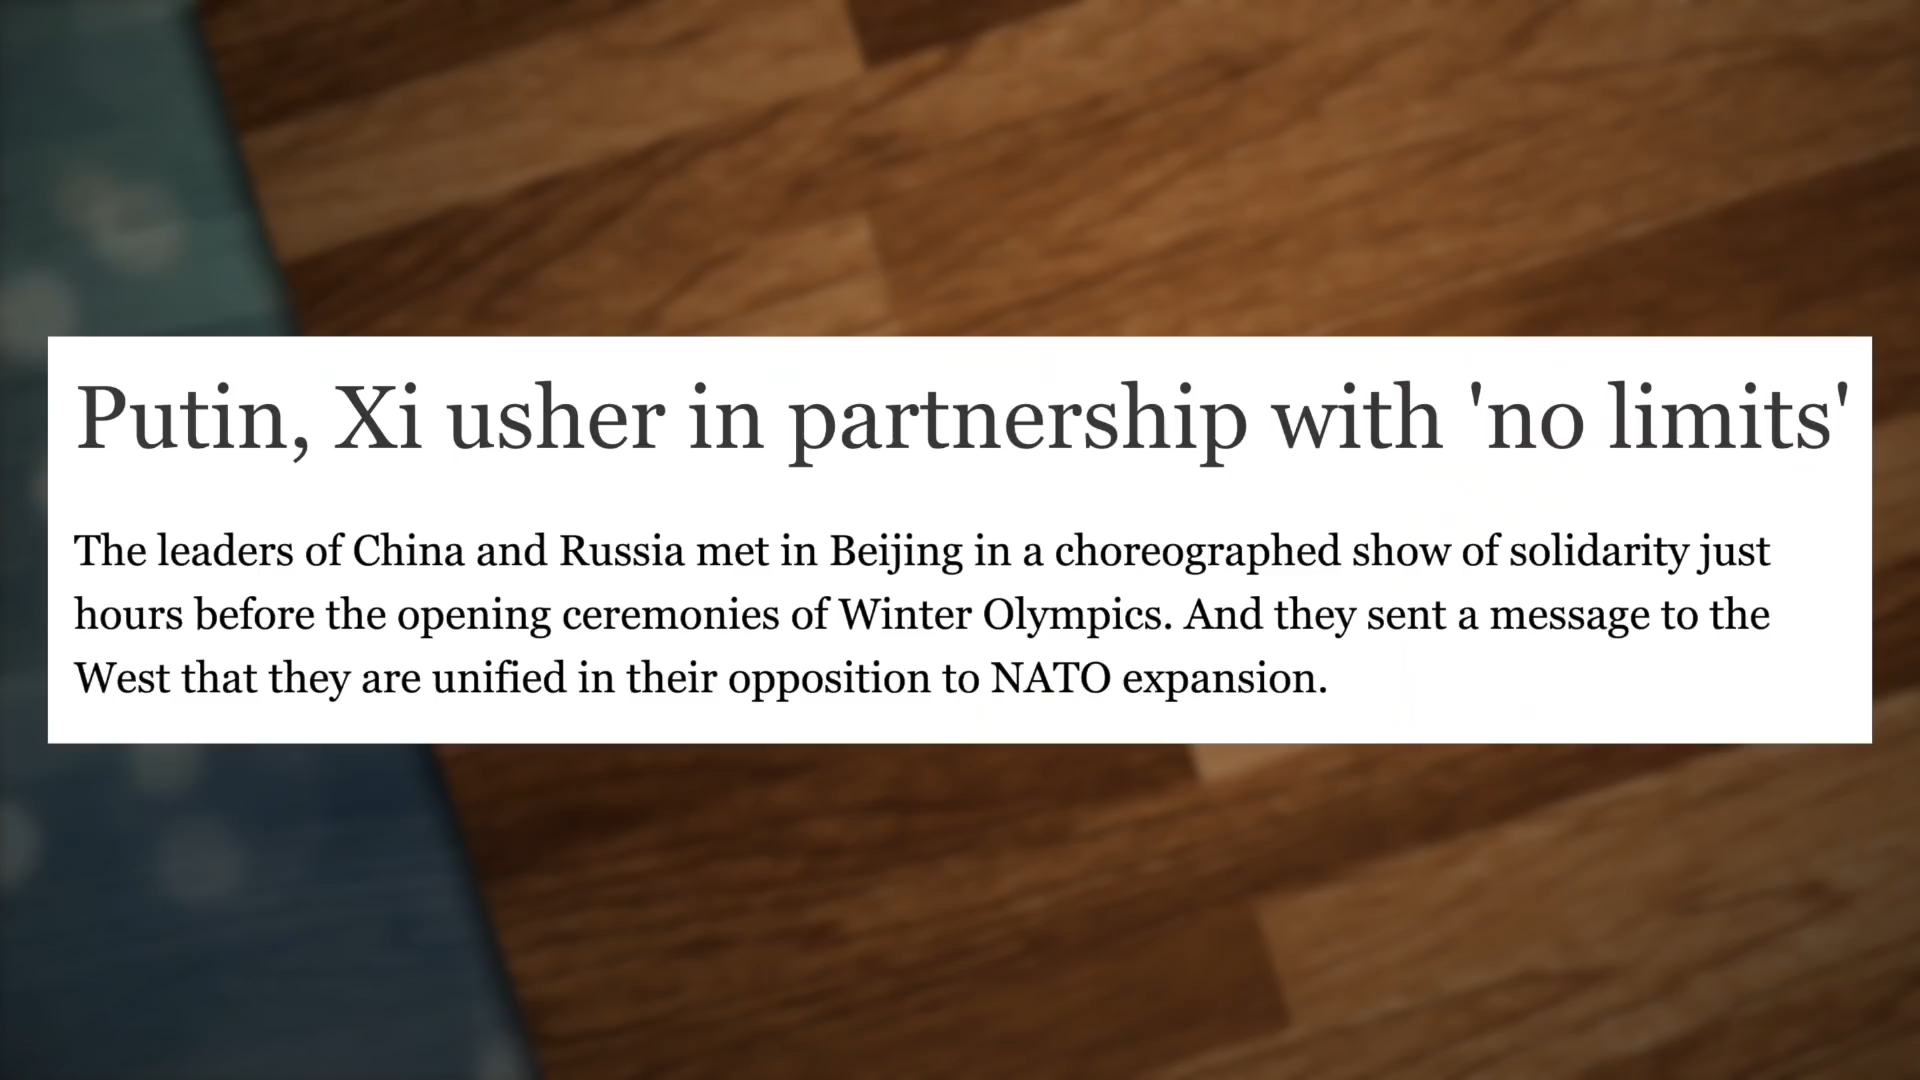 Putin, Xi usher in partnership with 'no limits'
The leaders of China and Russia met in Beijing in a choreographed show of solidarity just
hours before the opening ceremonies of Winter Olympics. And they sent a message to the
West that they are unified in their opposition to NATO expansion.